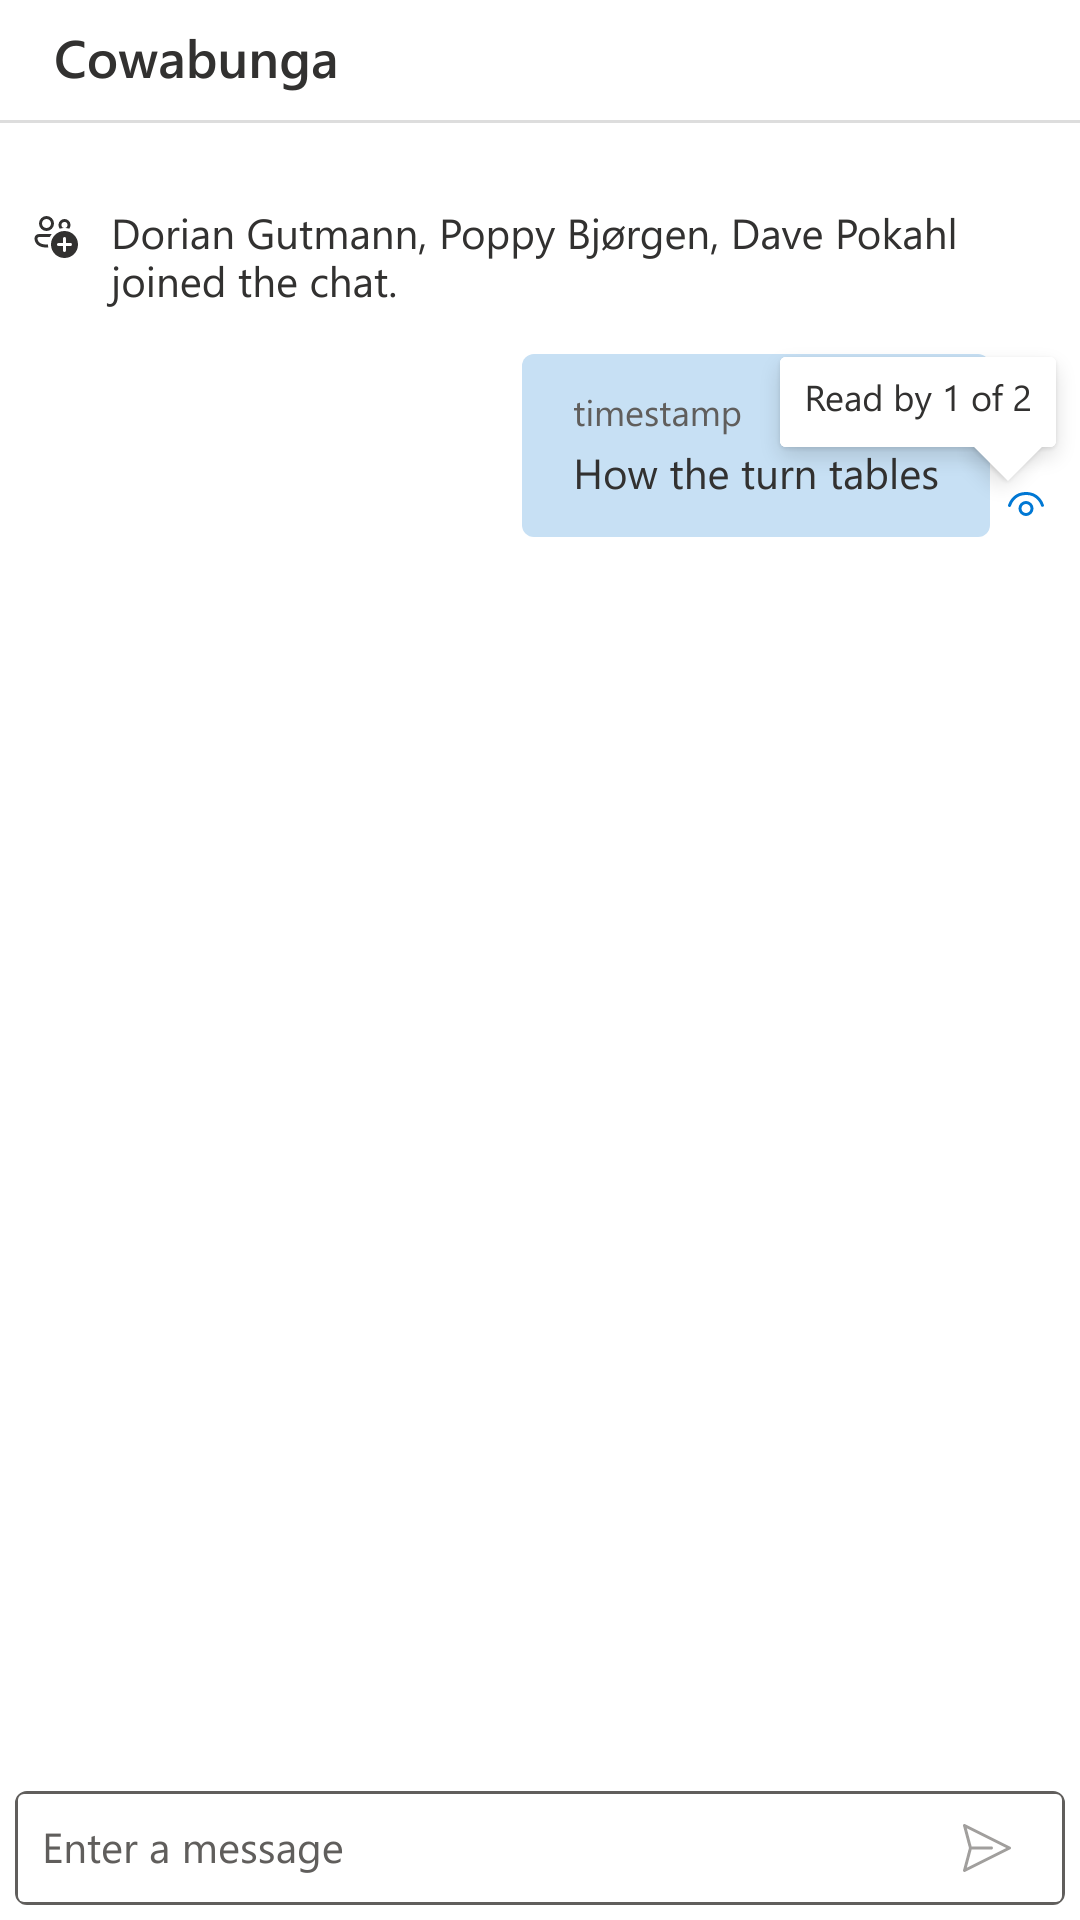 Cowabunga
Dorian Gutmann, Poppy Bjørgen, Dave Pokahl
joined the chat.
Read by 1 of 2
timestamp
How the turn tables
Enter a message